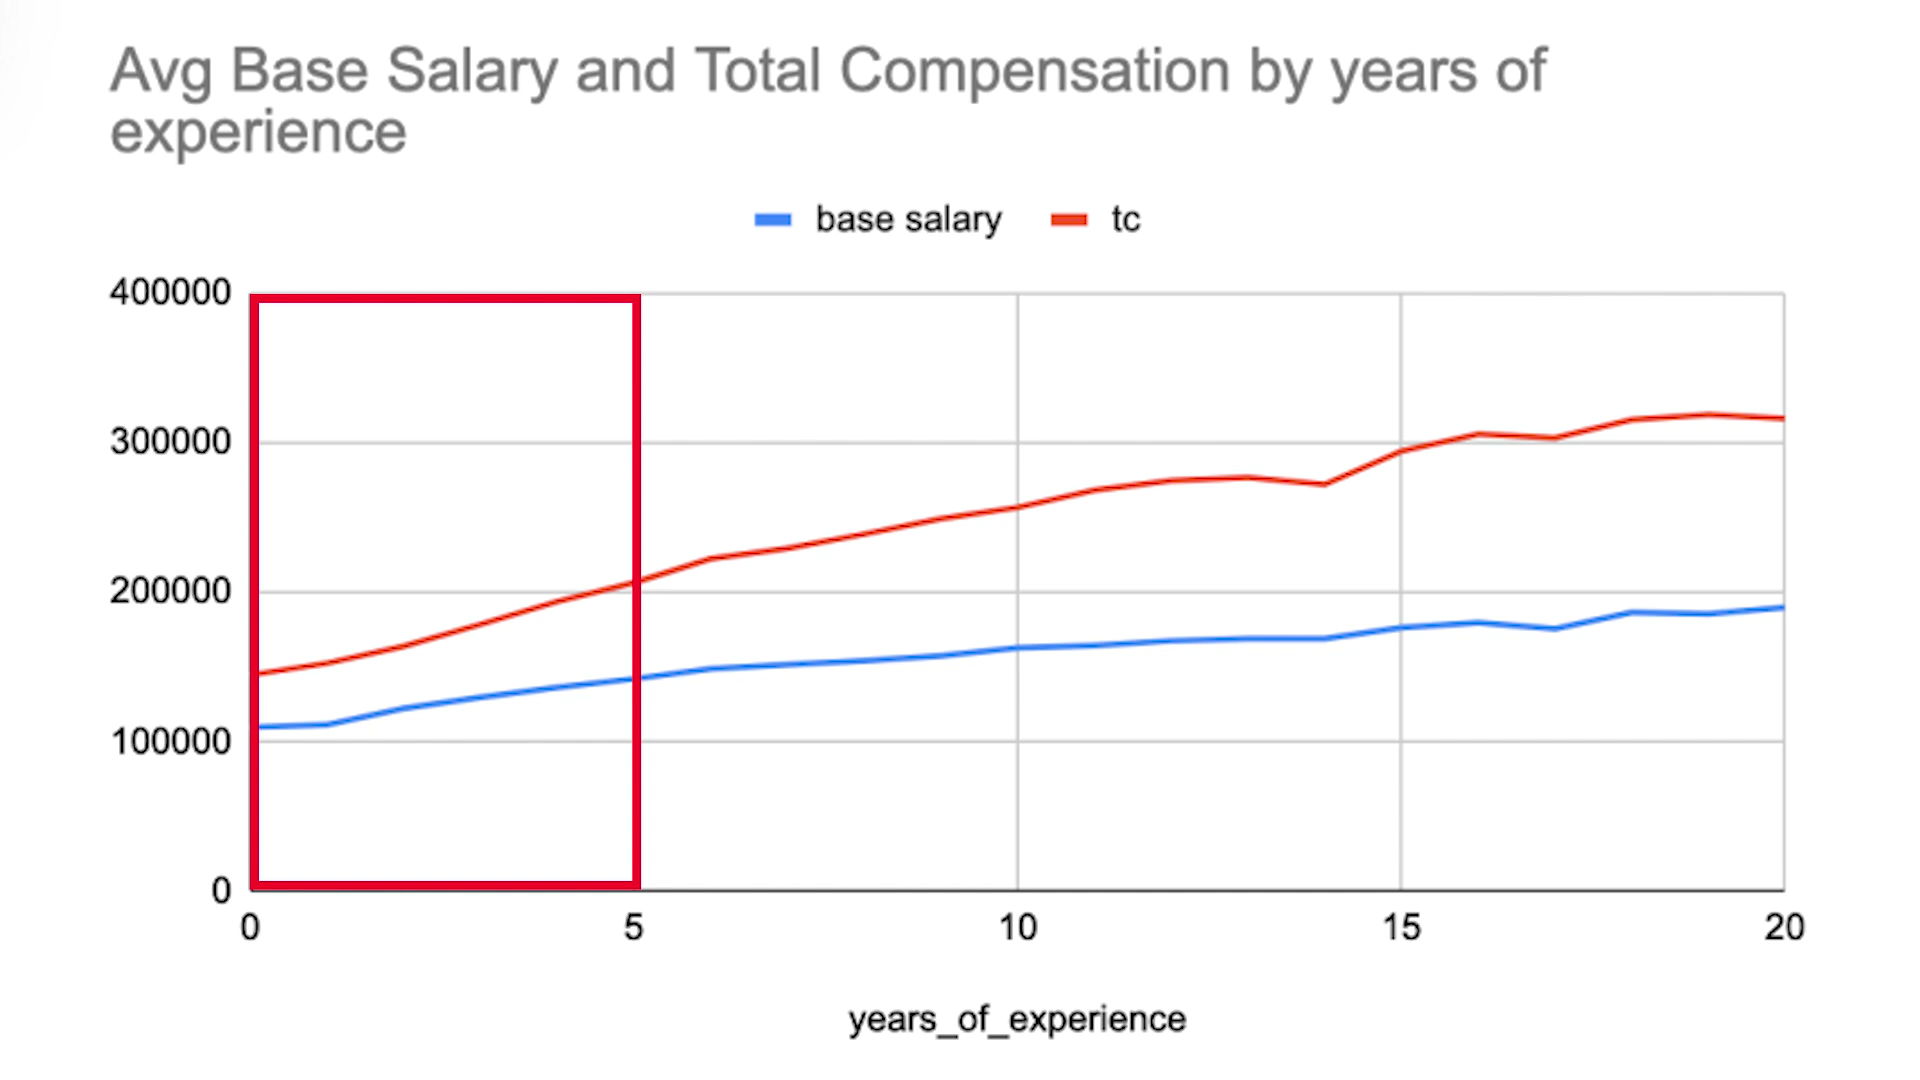 Avg Base Salary and Total Compensation by years of
experience
base salary tc
400000
300000
200000
100000
0
0 5 10 15 20
years_of_experience